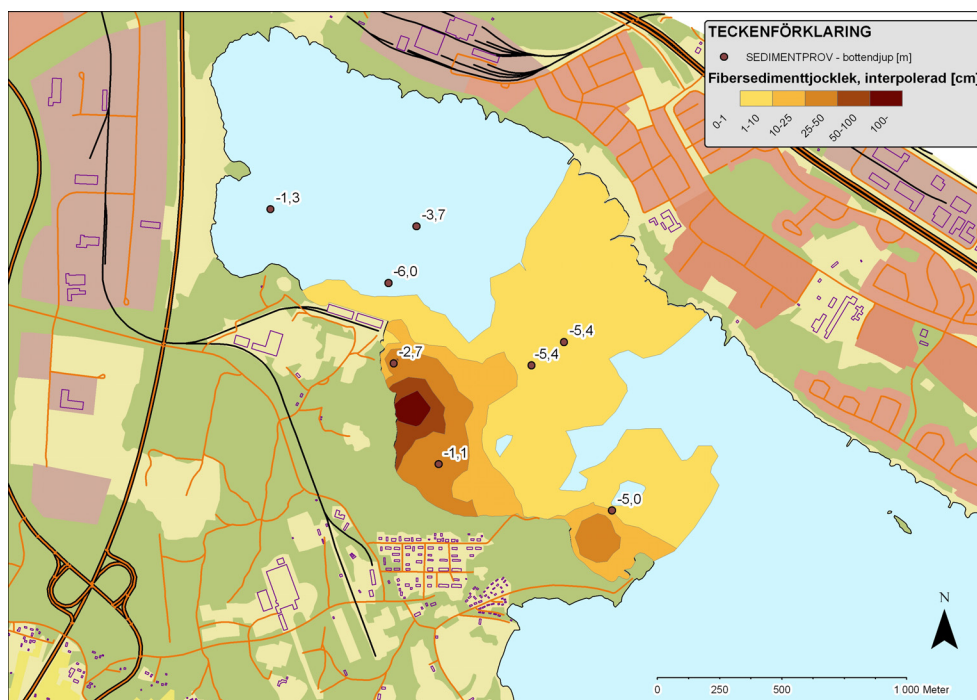 TECKENFÖRKLARING
SEDIMENTPROV - bottendjup [m]
Fibersedimenttjocklek, interpolerad [cm]
0-1 1-10 10-25 25-50 50-100 100-
-1,3
-3,7
-6,0
-5,4
-2,7
-5,4
-1,1
-5,0
N
0 250 500 1 000 Meter